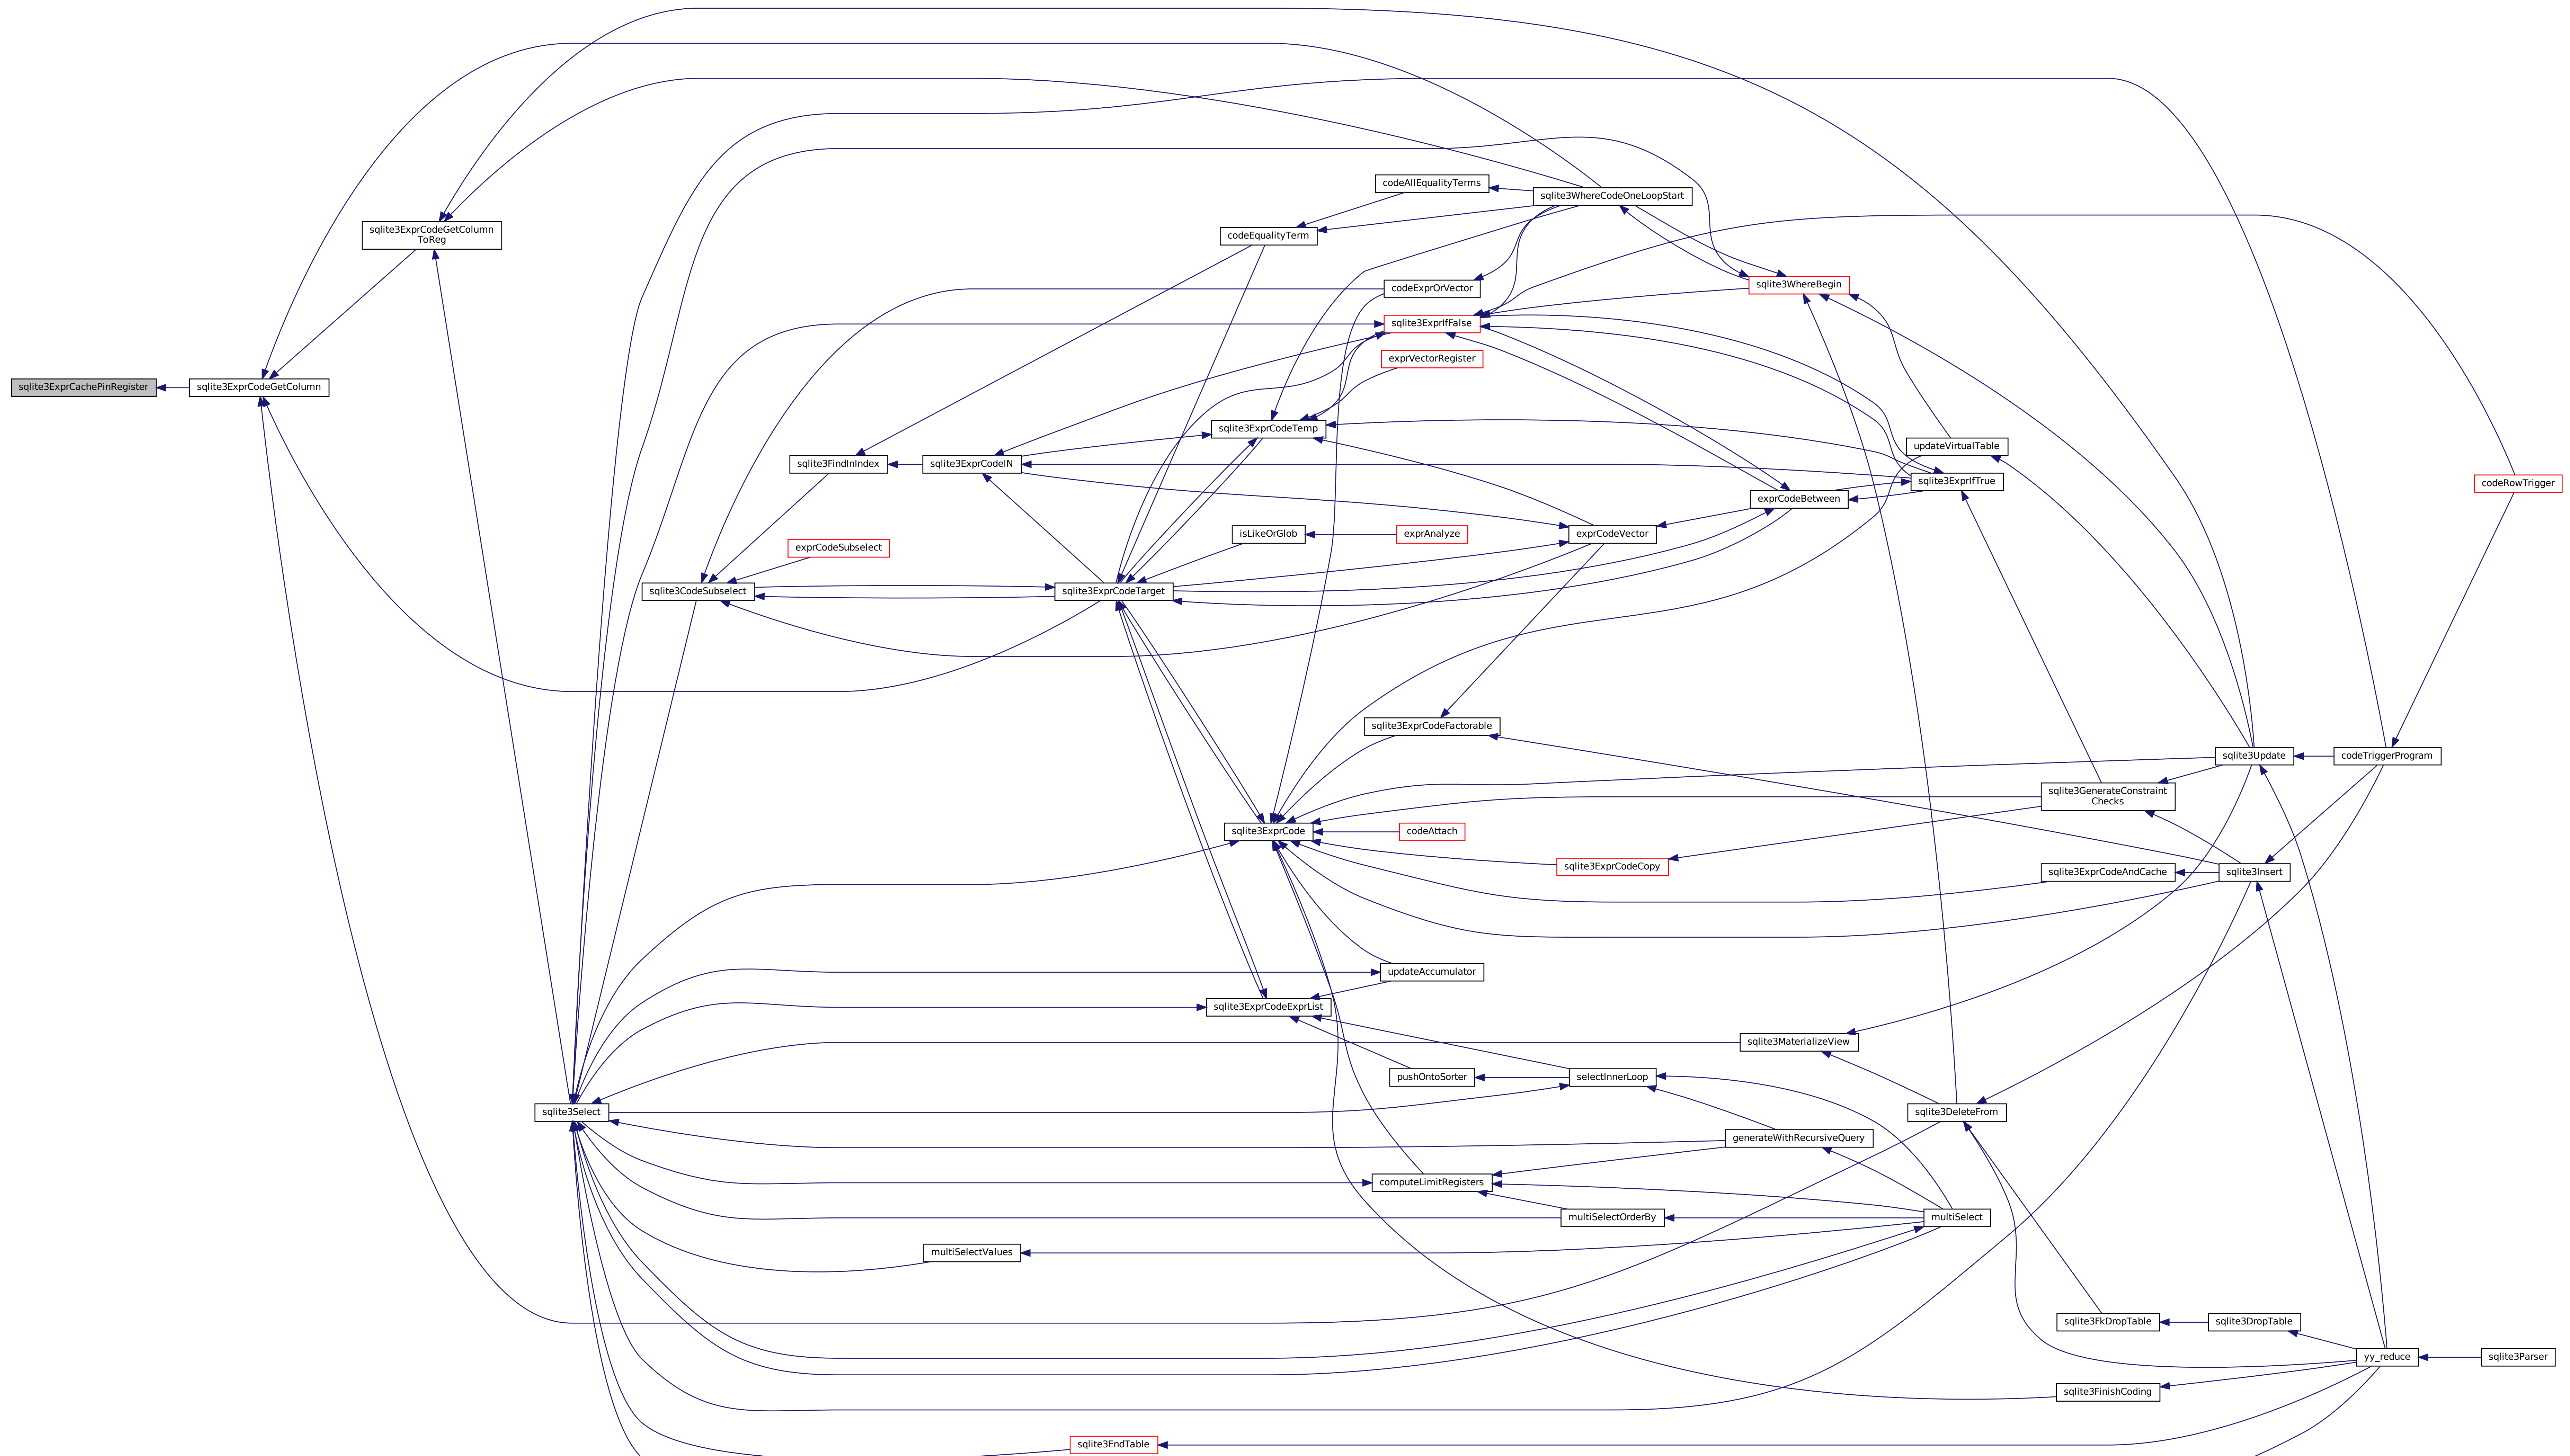 codeAllEqualityTerms
sqlite3WhereCodeOneLoopStart
sqlite3ExprCodeGetColumn
ToReg
codeEqualityTerm
sqlite3WhereBegin
codeExprOrVector
sqlite3ExprIfFalse
exprVectorRegister
sqlite3ExprCachePinRegister
sqlite3ExprCodeGetColumn
sqlite3ExprCodeTemp
updateVirtualTable
sqlite3FindInIndex
sqlite3ExprCodeIN
sqlite3ExprIfTrue
codeRowTrigger
exprCodeBetween
isLikeOrGlob
exprAnalyze
exprCodeVector
exprCodeSubselect
sqlite3CodeSubselect
sqlite3ExprCodeTarget
sqlite3ExprCodeFactorable
sqlite3Update
codeTriggerProgram
sqlite3GenerateConstraint
Checks
sqlite3ExprCode
codeAttach
sqlite3ExprCodeCopy
sqlite3ExprCodeAndCache
sqlite3Insert
updateAccumulator
sqlite3ExprCodeExprList
sqlite3MaterializeView
pushOntoSorter
selectInnerLoop
sqlite3Select
sqlite3DeleteFrom
generateWithRecursiveQuery
computeLimitRegisters
multiSelectOrderBy
multiSelect
multiSelectValues
sqlite3FkDropTable
sqlite3DropTable
yy_reduce
sqlite3Parser
sqlite3FinishCoding
sqlite3EndTable